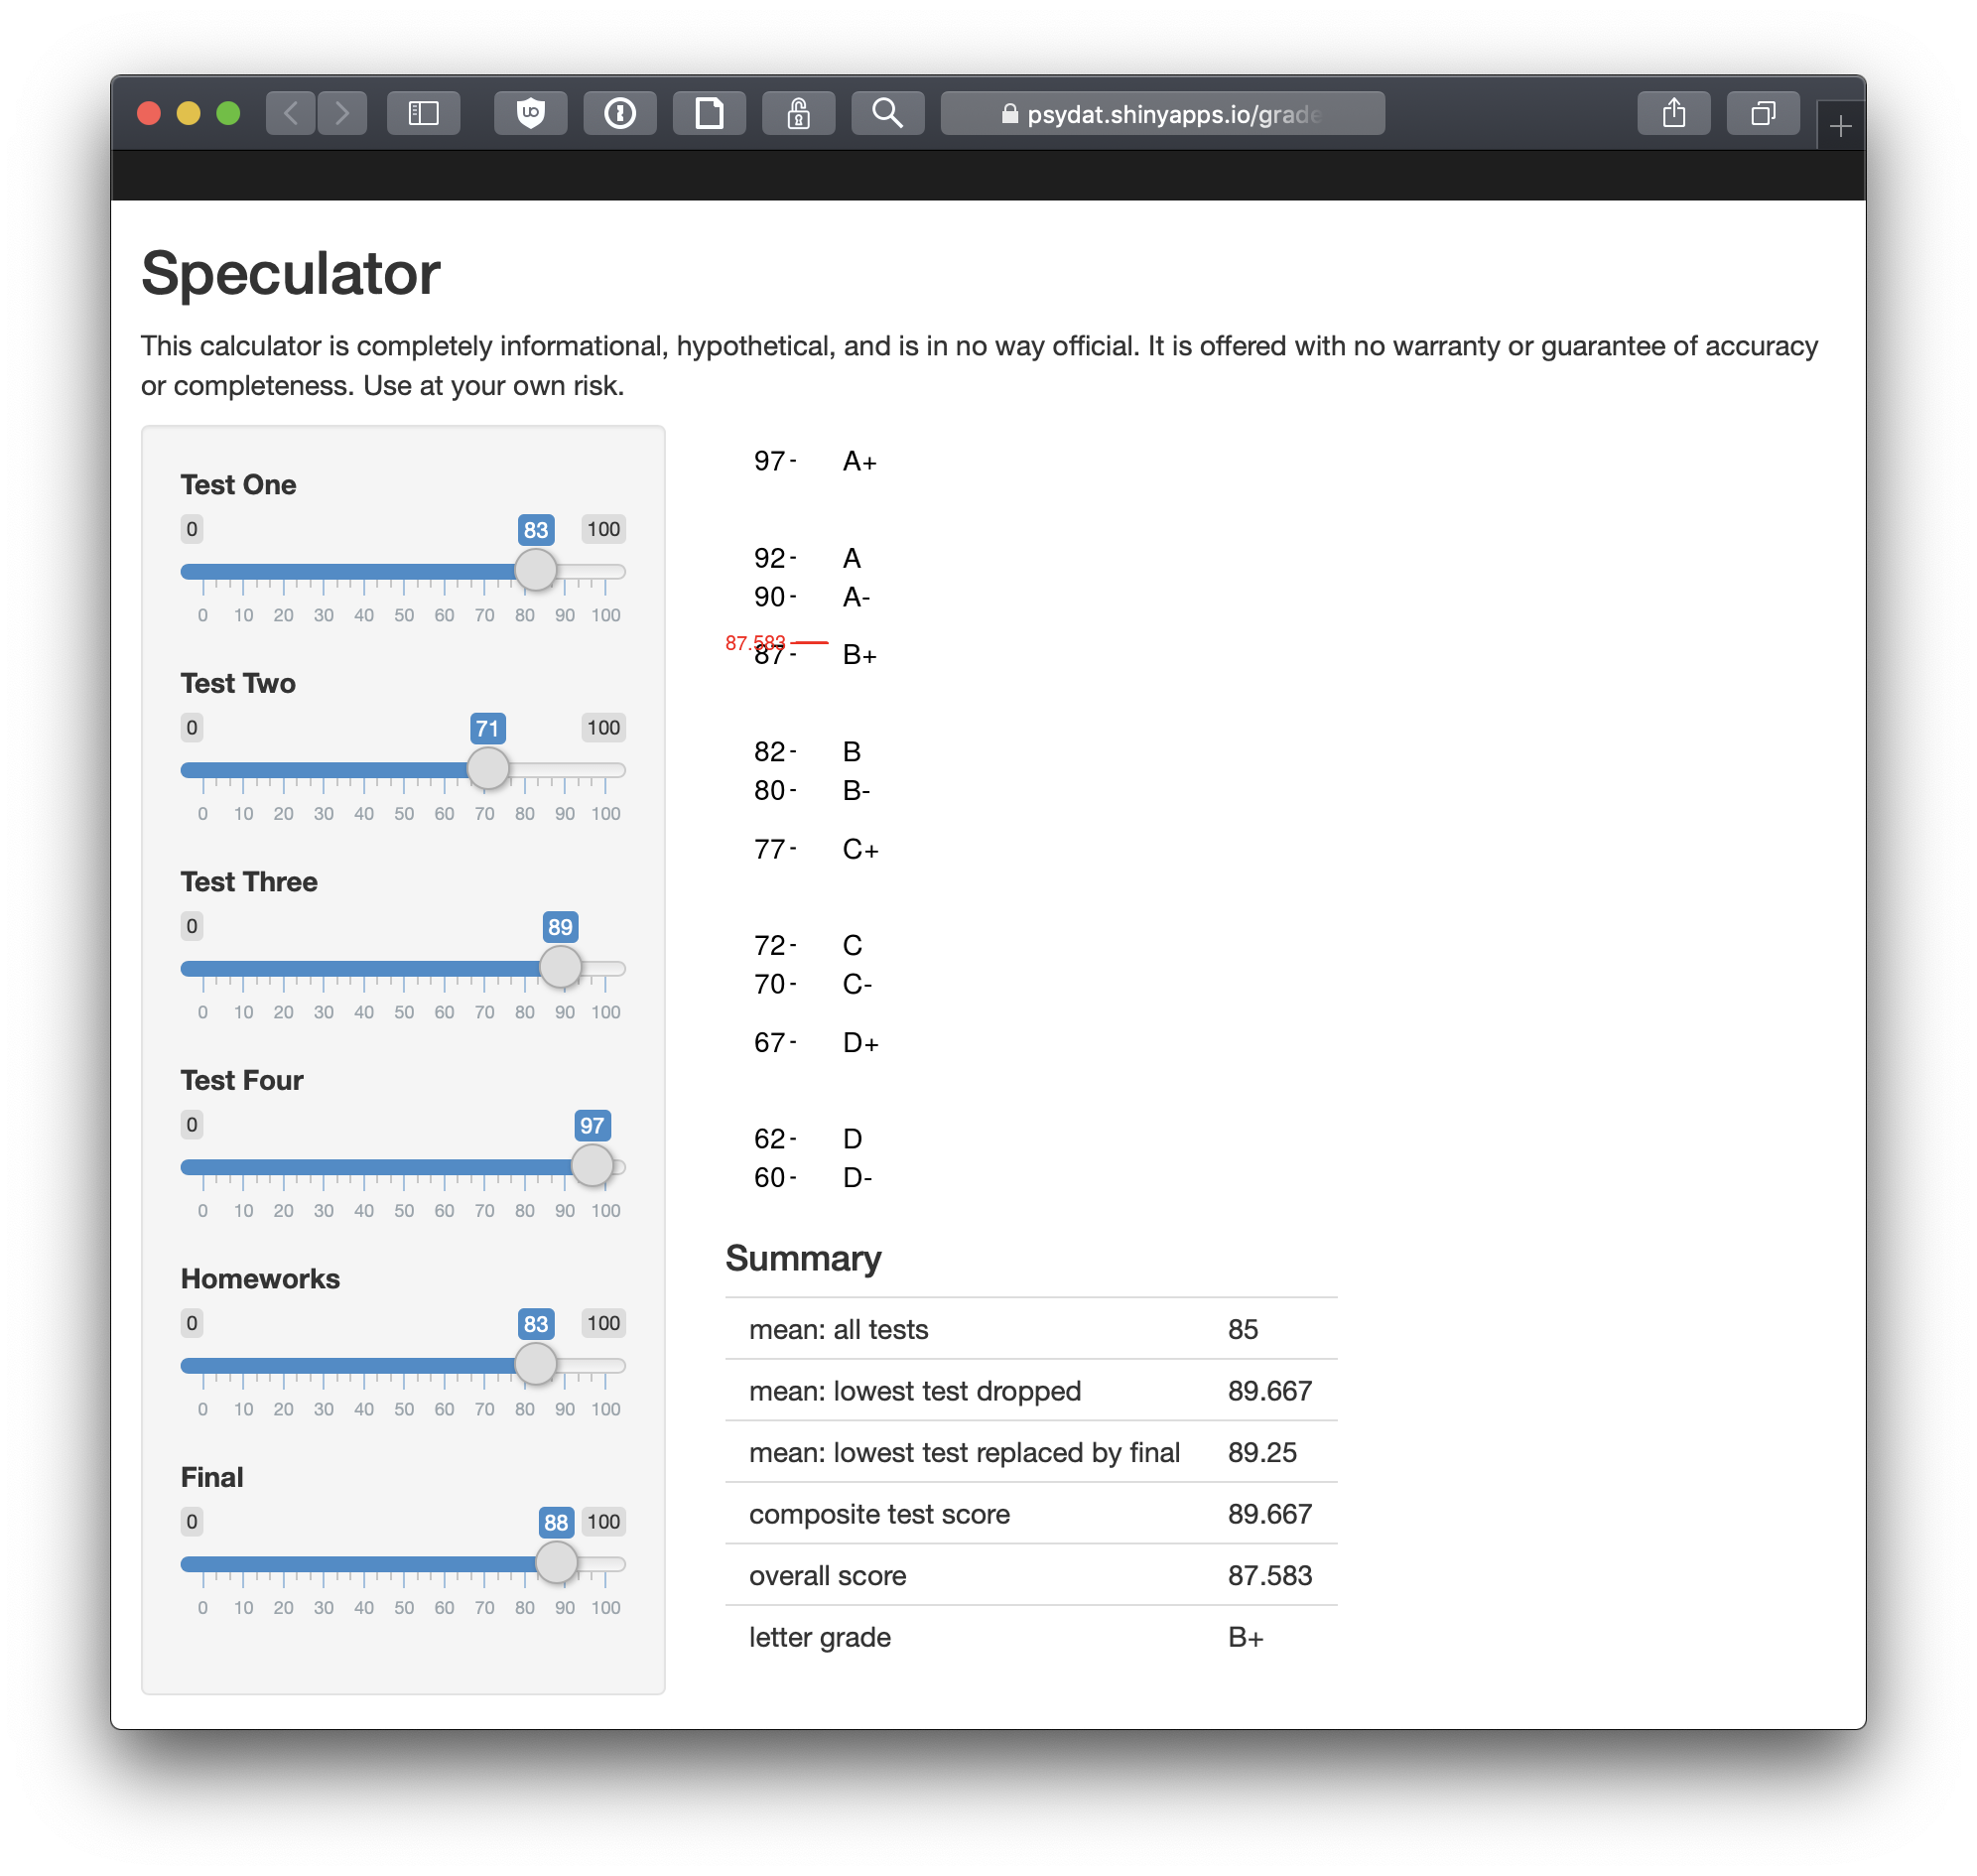 psydat.shinyapps.io/grade
Speculator
This calculator is completely informational, hypothetical, and is in no way official. It is offered with no warranty or guarantee of accuracy
or completeness. Use at your own risk.
Test One
0 83 100
0 10 20 30 40 50 60 70 80 90 100
Test Two
0 71 100
0 10 20 30 40 50 60 70 80 90 100
Test Three
0 89
0 10 20 30 40 50 60 70 80 90 100
Test Four
0 97
0 10 20 30 40 50 60 70 80 90 100
Homeworks
0 83 100
0 10 20 30 40 50 60 70 80 90 100
Final
0 88 100
0 10 20 30 40 50 60 70 80 90 100
97- A+
92- A
90- A-
87.583
87- B+
82- B
80- B-
77- C+
72- C
70- C-
67- D+
62- D
60- D-
Summary
mean: all tests 85
mean: lowest test dropped 89.667
mean: lowest test replaced by final 89.25
composite test score 89.667
overall score 87.583
letter grade B+